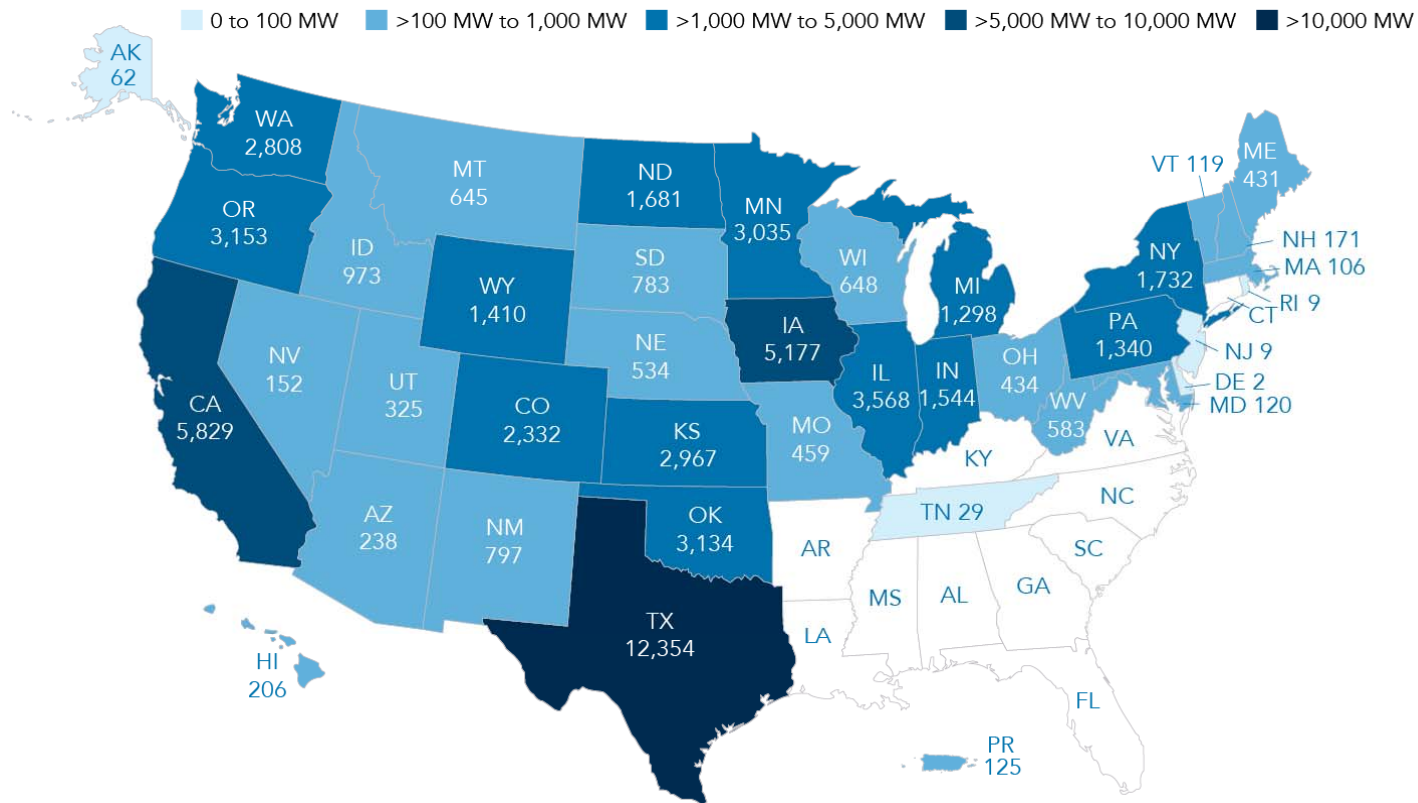 0 to 100 MW
>100 MW to 1,000 MW
>1,000 MW to 5,000 MW
>5,000 MW to 10,000 MW
>10,000 MW
AK
62
WA
2,808
OR
3,153
CA
5,829
ID
973
NV
152
MT
645
WY
1,410
UT
325
AZ
238
CO
2,332
NM
797
ND
1,681
SD
783
NE
534
KS
2,967
OK
3,134
TX
12,354
MN
3,035
IA
5,177
MO
459
AR
LA
WI
648
IL
3,568
MI
1,298
IN
1,544
OH
434
KY
TN 29
MS
AL
GA
FL
SC
NC
VA
WV
583
PA
1,340
NY
1,732
VT 119
ME
431
NH 171
MA 106
RI 9
CT
NJ 9
DE 2
MD 120
HI
206
PR
125